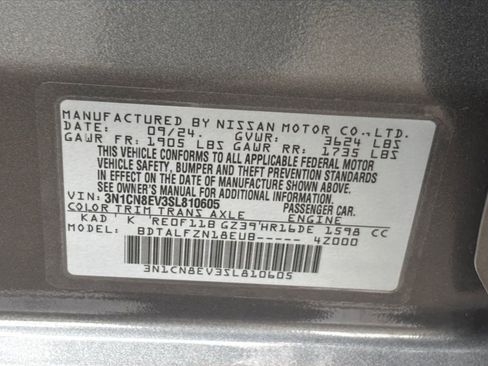 MANUFACTURED BY NISSAN MOTOR CO.,LTD.
DATE: 09/24. GVWR: 3624 LBS
GAWR FR: 1905 LBS GAWR RR: 1735 LBS
THIS VEHICLE CONFORMS TO ALL APPLICABLE FEDERAL MOTOR
VEHICLE SAFETY, BUMPER AND THEFT PREVENTION STANDARDS
IN EFFECT ON THE DATE OF MANUFACTURE SHOWN ABOVE.
SEE OWNER'S MANUAL FOR ADDITIONAL INFORMATION.
VIN: 3N1CN8EV3SL810605 PASSENGER CAR
COLOR TRIM TRANS AXLE ENGINE
KAD K RE0F11B GZ39 HR16DE 1598 CC
MODEL: BDTALFZN18EUB----- 4Z000
3N1CN8EV3SL810605